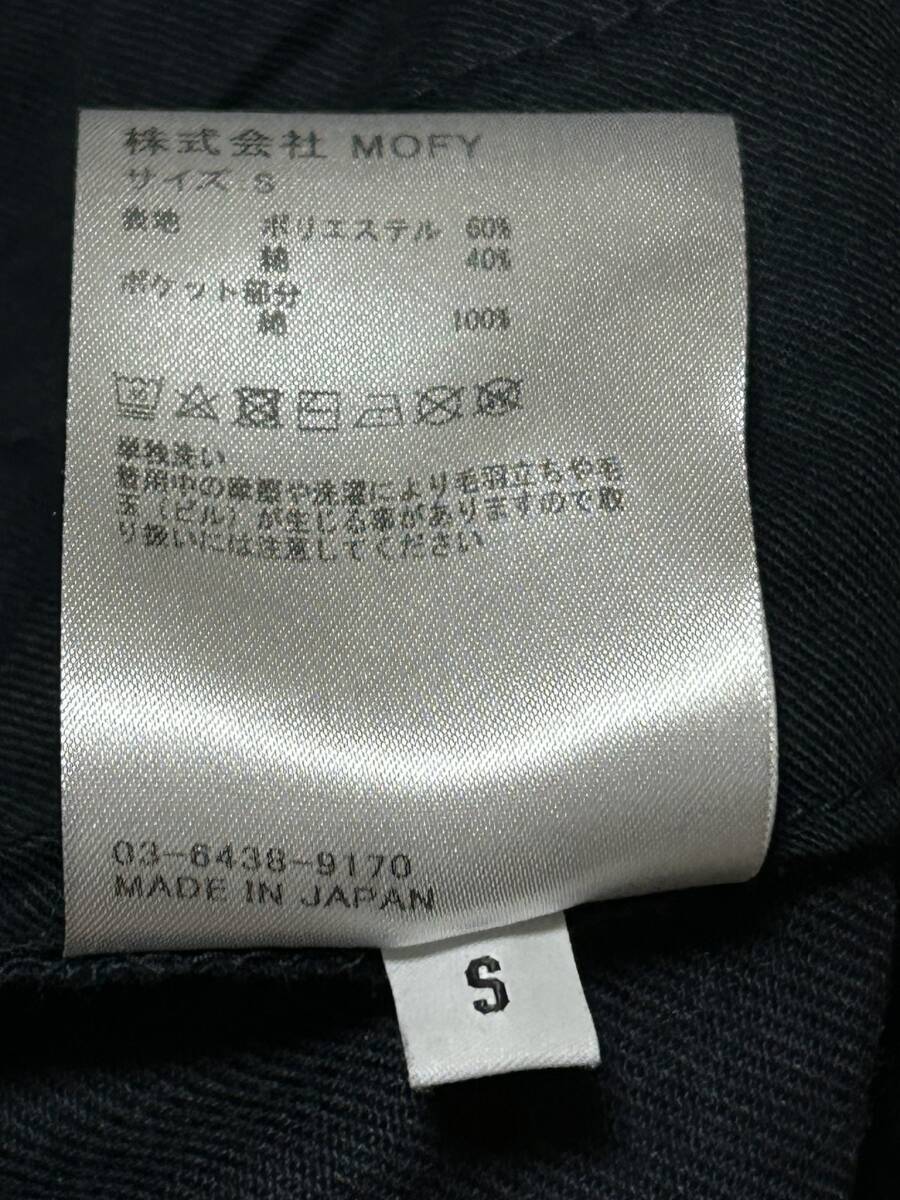 株式会社 MOFY
サイズ S
表地 ポリエステル 60%
綿 40%
ポケット部分
綿 100%
単独洗い
着用中の摩擦や洗濯により毛羽立ちや毛
玉（ピル）が生じる事がありますので取
り扱いには注意してください
03-6438-9170
MADE IN JAPAN
S